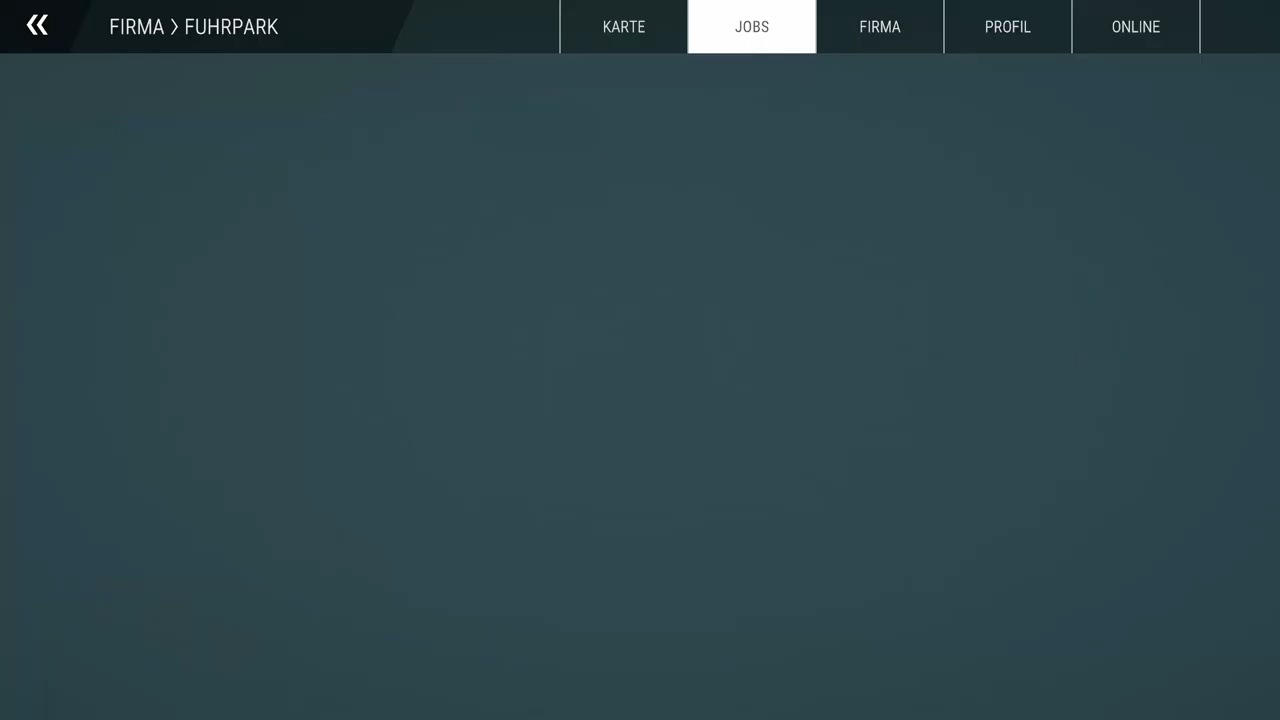 FIRMA > FUHRPARK
KARTE
JOBS
FIRMA
PROFIL
ONLINE